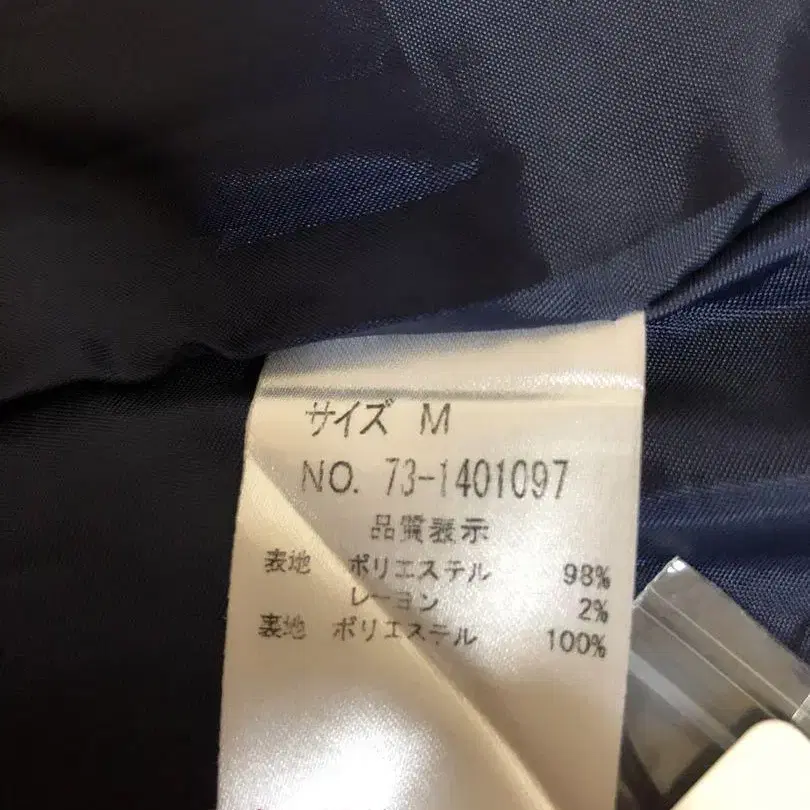 サイズ M
NO. 73-1401097
品質表示
表地 ポリエステル 98%
レーヨン 2%
裏地 ポリエステル 100%